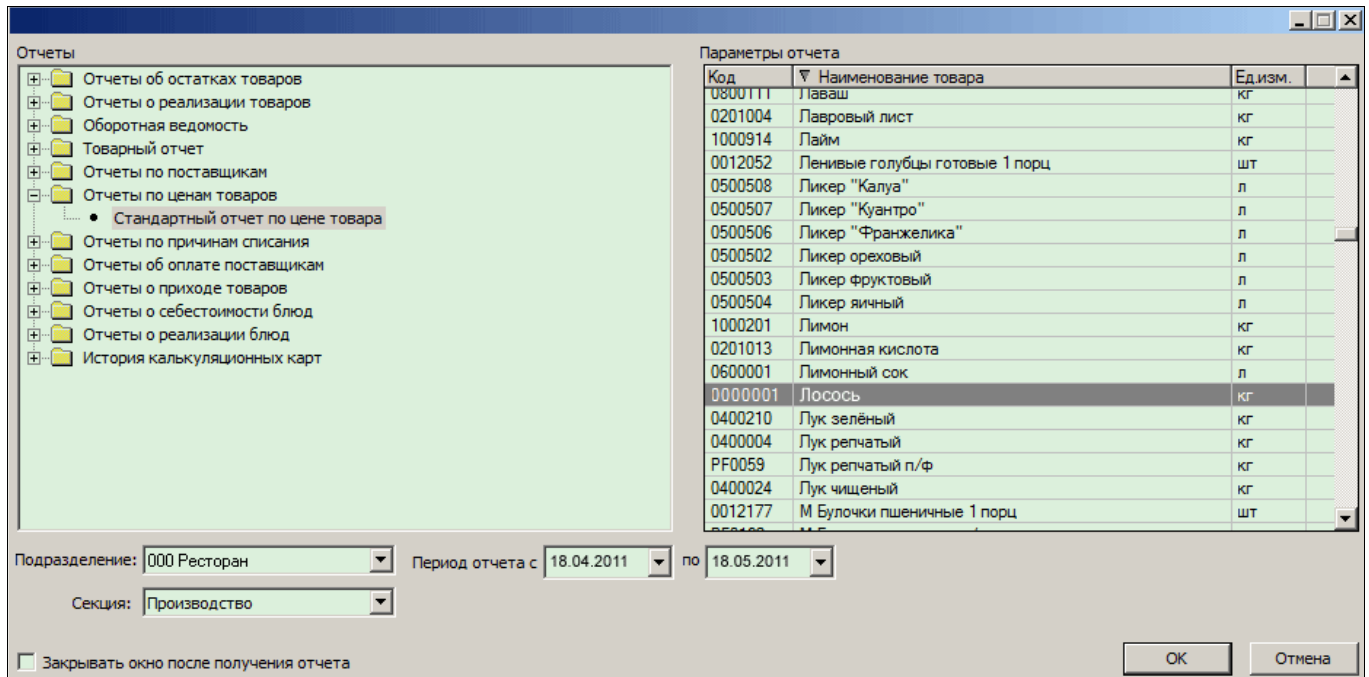 Отчеты
Отчеты об остатках товаров
Отчеты о реализации товаров
Оборотная ведомость
Товарный отчет
Отчеты по поставщикам
Отчеты по ценам товаров
Стандартный отчет по цене товара
Отчеты по причинам списания
Отчеты об оплате поставщикам
Отчеты о приходе товаров
Отчеты о себестоимости блюд
Отчеты о реализации блюд
История калькуляционных карт
Параметры отчета
Код Наименование товара Ед.изм.
0800111 Лаваш кг
0201004 Лавровый лист кг
1000914 Лайм кг
0012052 Ленивые голубцы готовые 1 порц шт
0500508 Ликер "Калуа" л
0500507 Ликер "Куантро" л
0500506 Ликер "Франжелика" л
0500502 Ликер ореховый л
0500503 Ликер фруктовый л
0500504 Ликер яичный л
1000201 Лимон кг
0201013 Лимонная кислота кг
0600001 Лимонный сок л
0000001 Лосось кг
0400210 Лук зелёный кг
0400004 Лук репчатый кг
PF0059 Лук репчатый п/ф кг
0400024 Лук чищеный кг
0012177 М Булочки пшеничные 1 порц шт
Подразделение: 000 Ресторан Период отчета с 18.04.2011 по 18.05.2011
Секция: Производство
Закрывать окно после получения отчета
OK Отмена